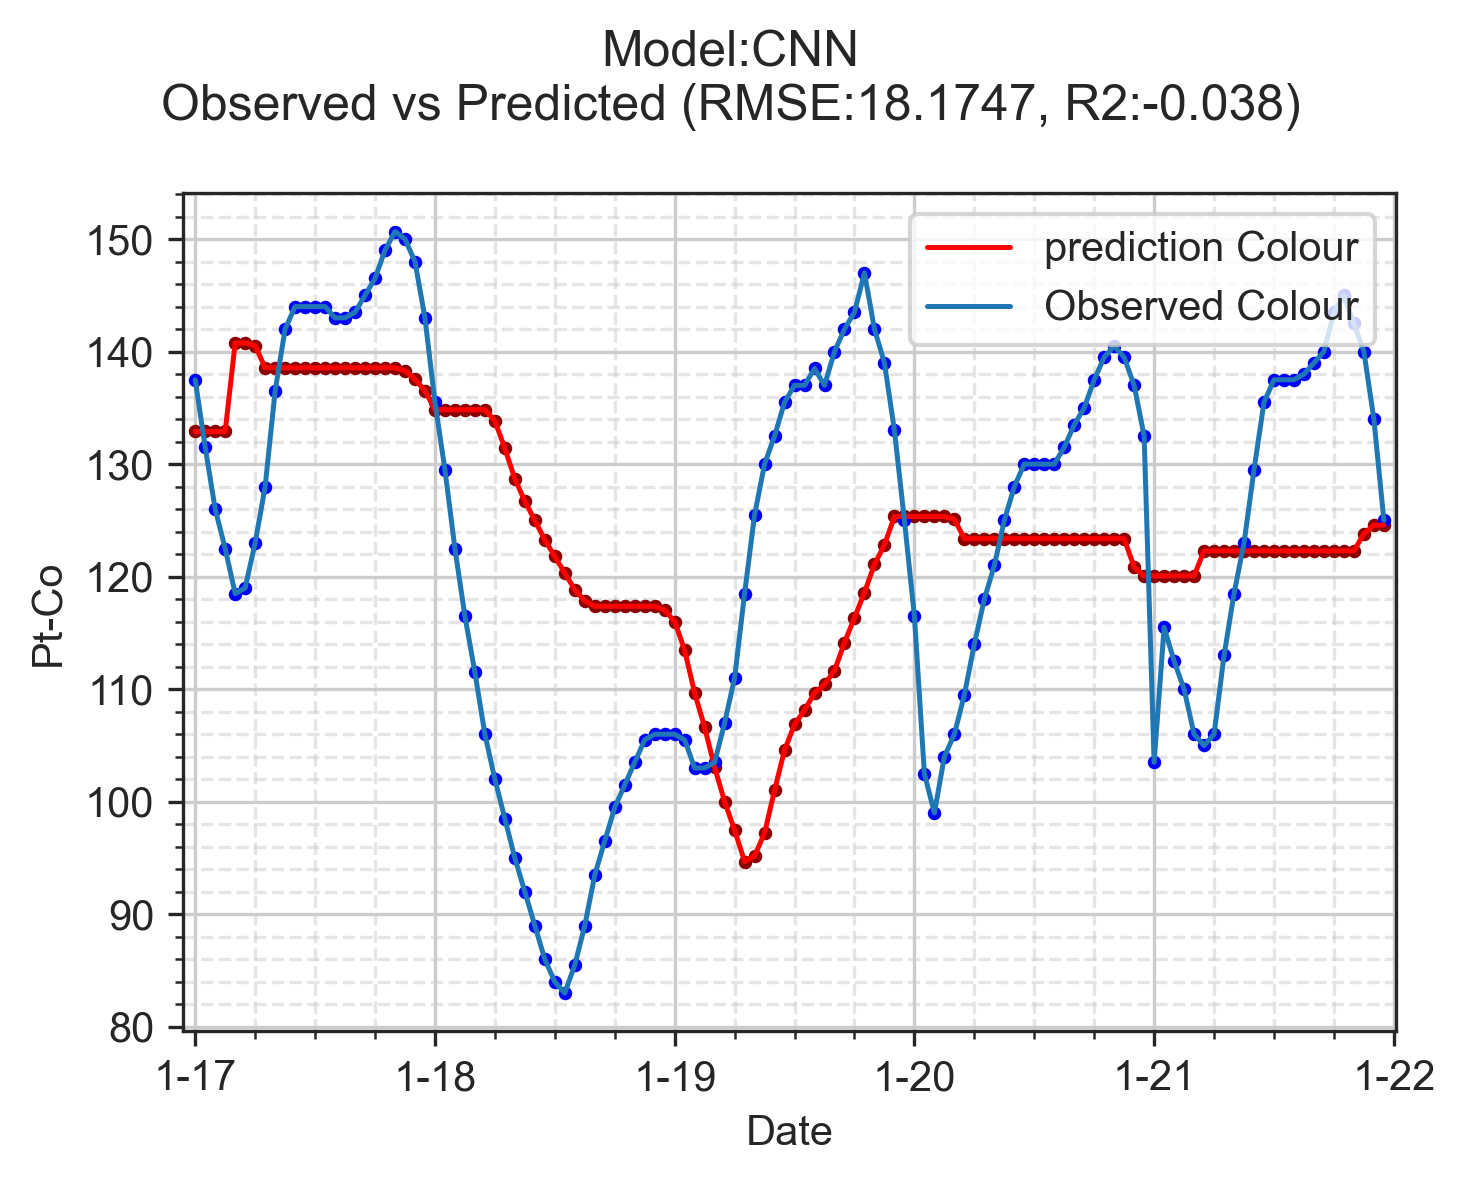 Model:CNN
Observed vs Predicted (RMSE:18.1747, R2:-0.038)
prediction Colour
Observed Colour
150
140
130
120
110
100
90
80
Pt-Co
1-17 1-18 1-19 1-20 1-21 1-22
Date